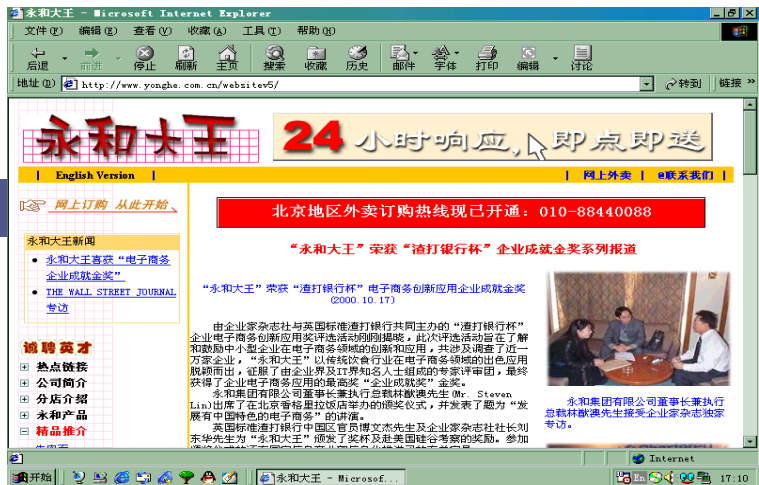 永和大王 - Microsoft Internet Explorer
文件(F) 编辑(E) 查看(V) 收藏(A) 工具(T) 帮助(H)
后退 前进 停止 刷新 主页 搜索 收藏 历史 邮件 字体 打印 编辑 讨论
地址(D) http://www.yonghe.com.cn/websitev5/ 转到 链接 »
永和大王
24小时响应,即点即送
| English Version |
| 网上外卖 | e联系我们 |
网上订购 从此开始
北京地区外卖订购热线现已开通：010-88440088
永和大王新闻
永和大王喜获“电子商务
企业成就金奖”
THE WALL STREET JOURNAL
专访
诚聘英才
热点链接
公司简介
分店介绍
永和产品
精品推介
“永和大王”荣获“渣打银行杯”企业成就金奖系列报道
“永和大王”荣获“渣打银行杯”电子商务创新应用企业成就金奖
(2000.10.17)
由企业家杂志社与英国标准渣打银行共同主办的“渣打银行杯”
企业电子商务创新应用奖评选活动刚刚揭晓，此次评选活动旨在了解
和鼓励中小型企业在电子商务领域的创新和应用，共涉及调查了近一
万家企业，“永和大王”以传统饮食行业在电子商务领域的出色应用
脱颖而出，征服了由企业界及IT界知名人士组成的专家评审团，最终
获得了企业电子商务应用的最高奖“企业成就奖”金奖。
永和集团有限公司董事长兼执行总裁林猷澳先生(Mr. Steven
Lin)出席了在北京香格里拉饭店举办的颁奖仪式，并发表了题为“发
展有中国特色的电子商务”的讲演。
英国标准渣打银行中国区官员博文杰先生及企业家杂志社社长刘
东华先生为“永和大王”颁发了奖杯及赴美国硅谷考察的奖励。参加
永和集团有限公司董事长兼执行
总裁林猷澳先生接受企业家杂志独家
专访。
Internet
开始
永和大王 - Microsof...
En
17:10